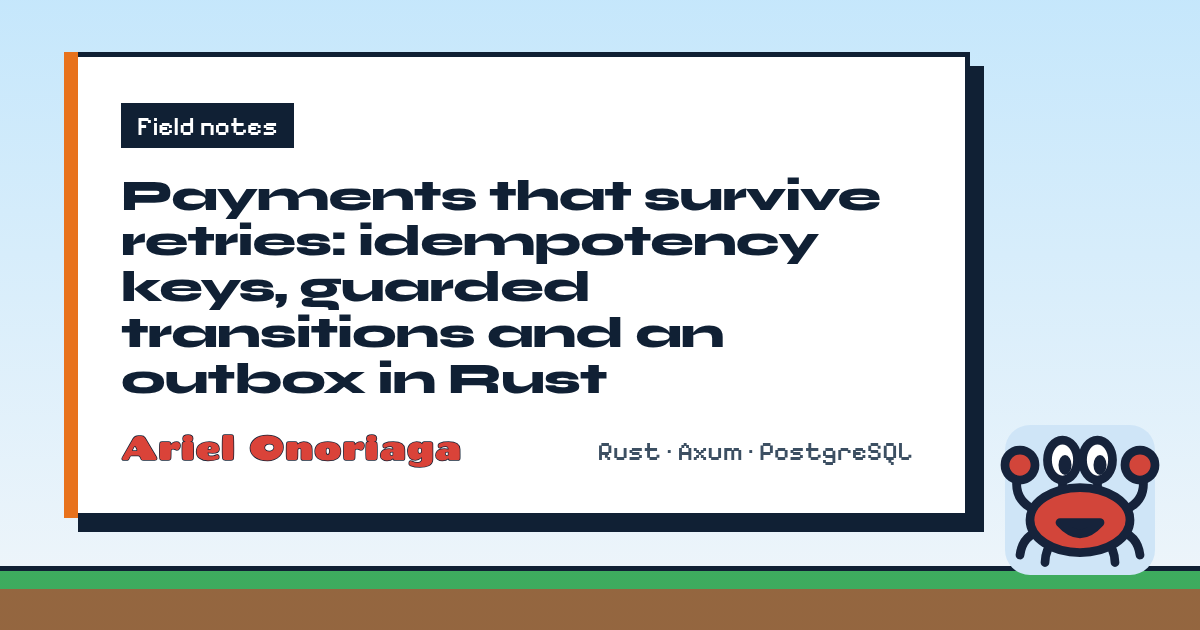 Field notes
Payments that survive
retries: idempotency
keys, guarded
transitions and an
outbox in Rust
Ariel Onoriaga
Rust · Axum · PostgreSQL